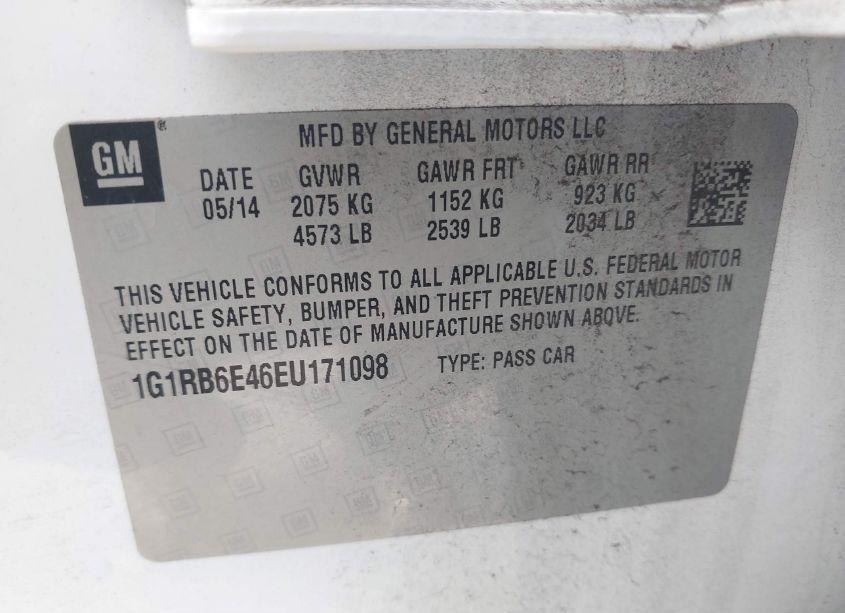 GM
MFD BY GENERAL MOTORS LLC
DATE GVWR GAWR FRT GAWR RR
05/14 2075 KG 1152 KG 923 KG
4573 LB 2539 LB 2034 LB
THIS VEHICLE CONFORMS TO ALL APPLICABLE U.S. FEDERAL MOTOR
VEHICLE SAFETY, BUMPER, AND THEFT PREVENTION STANDARDS IN
EFFECT ON THE DATE OF MANUFACTURE SHOWN ABOVE.
1G1RB6E46EU171098 TYPE: PASS CAR